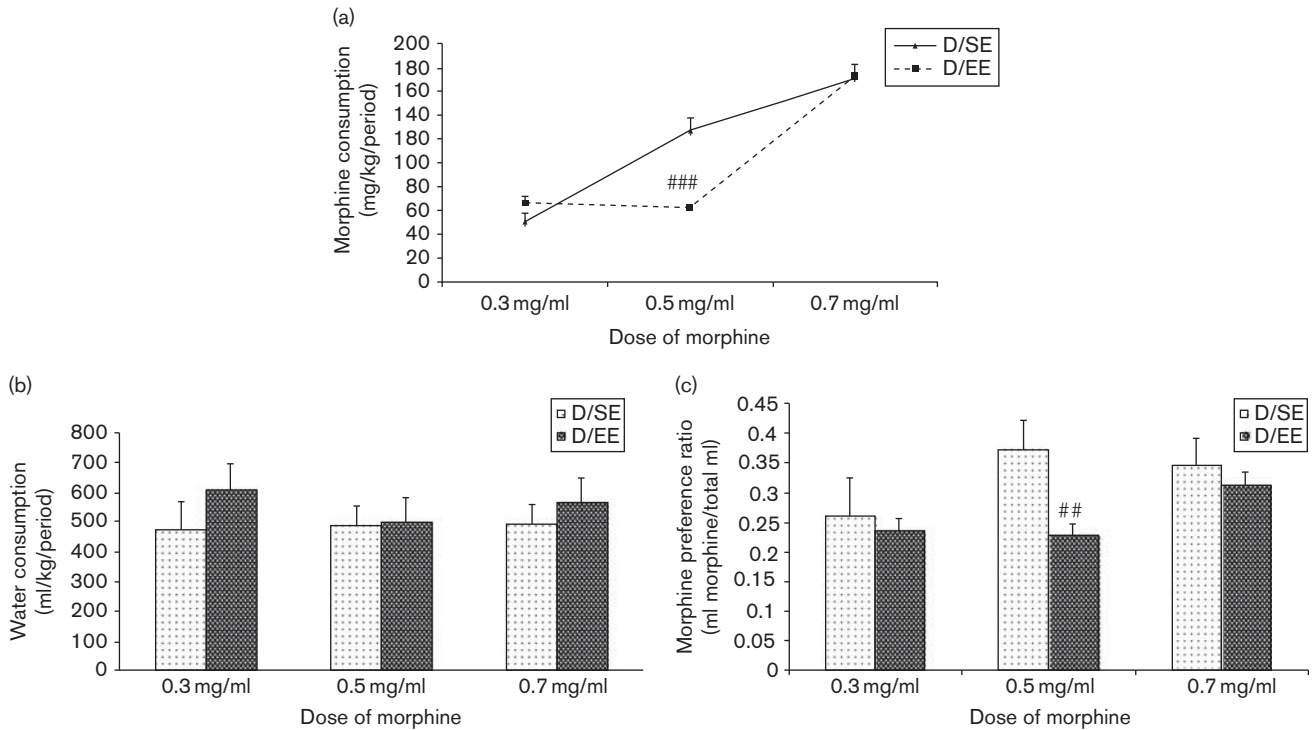 (a)
200
180
160
140
180
100
80
60
40
20
0
Morphine consumption
(mg/kg/period)
###
D/SE
D/EE
0.3 mg/ml
0.5 mg/ml
0.7 mg/ml
Dose of morphine
(b)
D/SE
D/EE
800
700
600
500
400
300
200
100
0
Water consumption
(ml/kg/period)
0.3 mg/ml
0.5 mg/ml
0.7 mg/ml
Dose of morphine
(c)
D/SE
D/EE
0.45
0.4
0.35
0.3
0.25
0.2
0.15
0.1
0.05
0
Morphine preference ratio
(ml morphine/total ml)
##
0.3 mg/ml
0.5 mg/ml
0.7 mg/ml
Dose of morphine